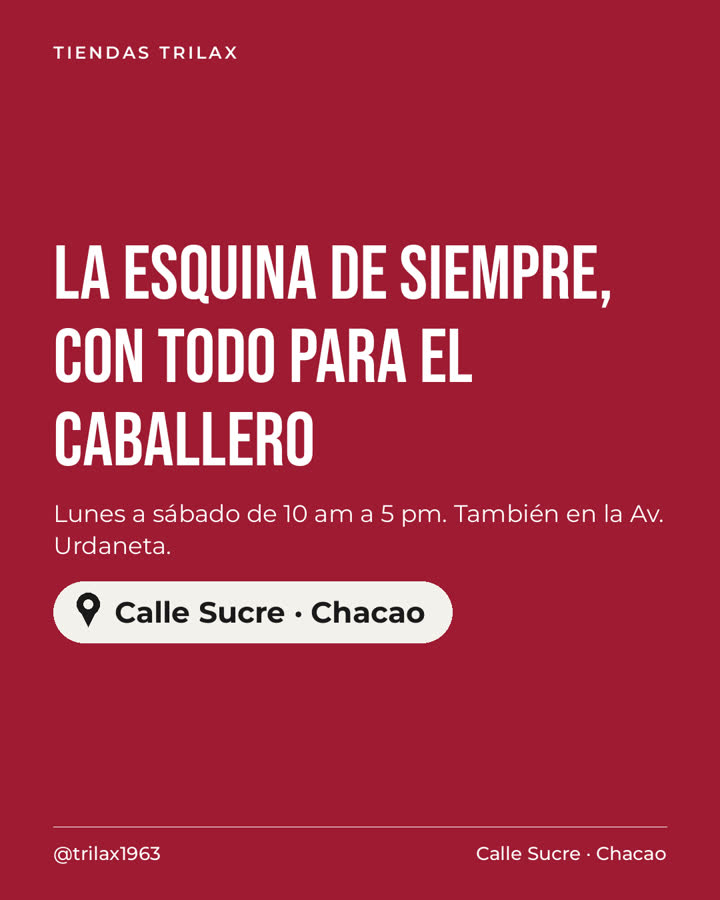 TIENDAS TRILAX
LA ESQUINA DE SIEMPRE,
CON TODO PARA EL
CABALLERO
Lunes a sábado de 10 am a 5 pm. También en la Av.
Urdaneta.
Calle Sucre · Chacao
@trilax1963
Calle Sucre · Chacao